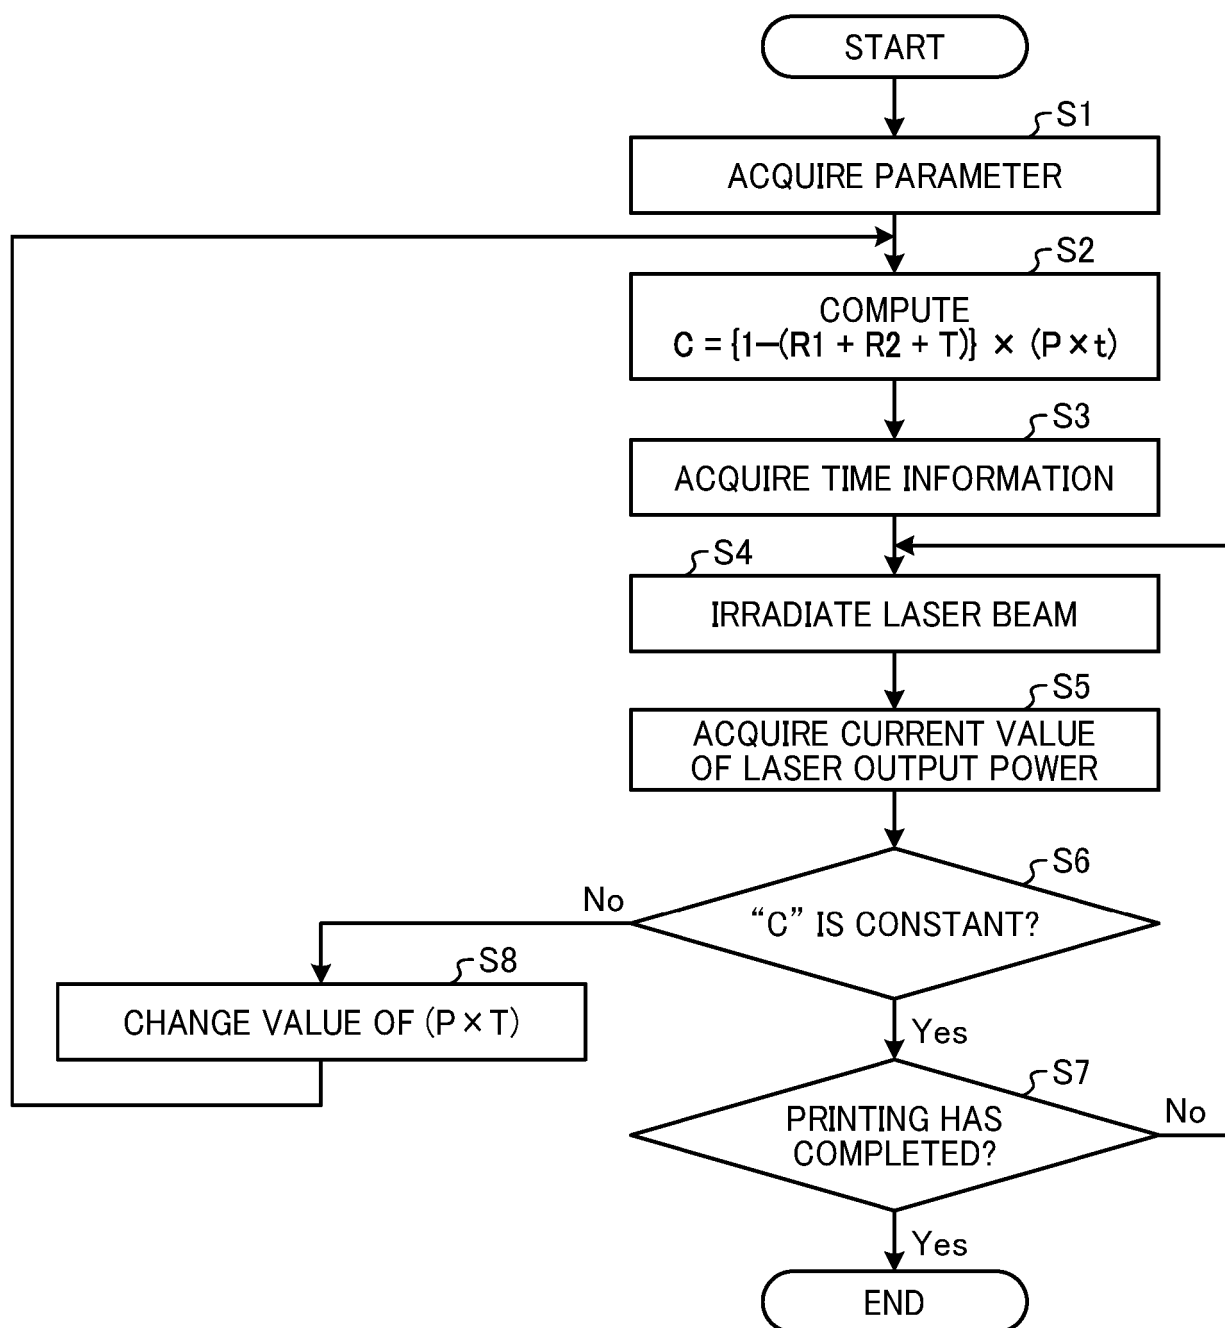 START
S1
ACQUIRE PARAMETER
S2
COMPUTE
C = {1−(R1 + R2 + T)} × (P × t)
S3
ACQUIRE TIME INFORMATION
S4
IRRADIATE LASER BEAM
S5
ACQUIRE CURRENT VALUE
OF LASER OUTPUT POWER
S6
“C” IS CONSTANT?
No
S8
CHANGE VALUE OF (P × T)
Yes
S7
PRINTING HAS
COMPLETED?
No
Yes
END